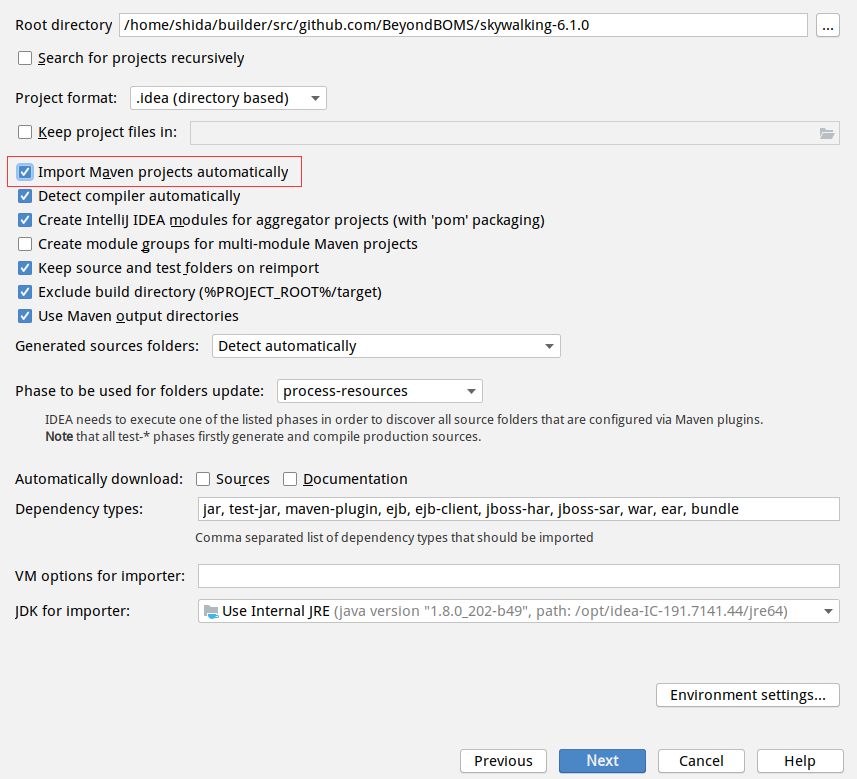 Root directory /home/shida/builder/src/github.com/BeyondBOMS/skywalking-6.1.0 ...
Search for projects recursively
Project format: .idea (directory based)
Keep project files in:
Import Maven projects automatically
Detect compiler automatically
Create IntelliJ IDEA modules for aggregator projects (with 'pom' packaging)
Create module groups for multi-module Maven projects
Keep source and test folders on reimport
Exclude build directory (%PROJECT_ROOT%/target)
Use Maven output directories
Generated sources folders: Detect automatically
Phase to be used for folders update: process-resources
IDEA needs to execute one of the listed phases in order to discover all source folders that are configured via Maven plugins.
Note that all test-* phases firstly generate and compile production sources.
Automatically download: Sources Documentation
Dependency types: jar, test-jar, maven-plugin, ejb, ejb-client, jboss-har, jboss-sar, war, ear, bundle
Comma separated list of dependency types that should be imported
VM options for importer:
JDK for importer: Use Internal JRE (java version "1.8.0_202-b49", path: /opt/idea-IC-191.7141.44/jre64)
Environment settings...
Previous Next Cancel Help